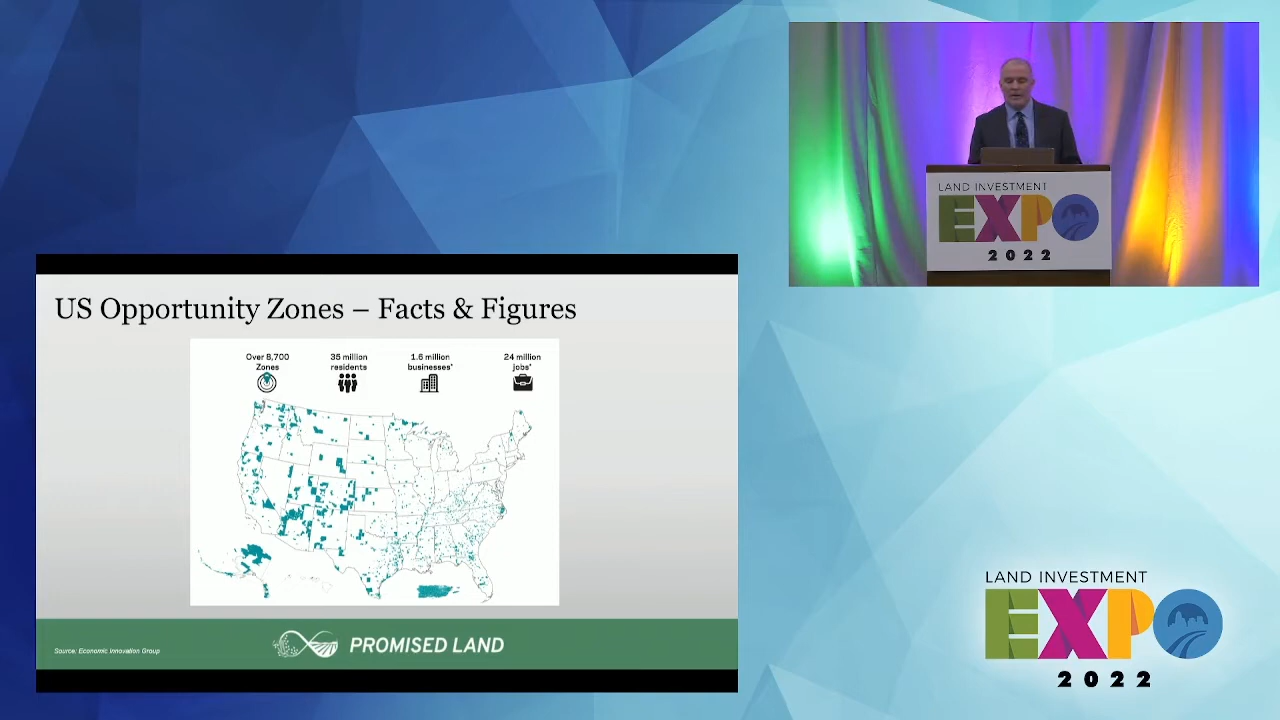 LAND INVESTMENT
EXPO
2022
US Opportunity Zones – Facts & Figures
Over 8,700
Zones
35 million
residents
1.6 million
businesses*
24 million
jobs*
Source: Economic Innovation Group
PROMISED LAND
LAND INVESTMENT
EXPO
2022